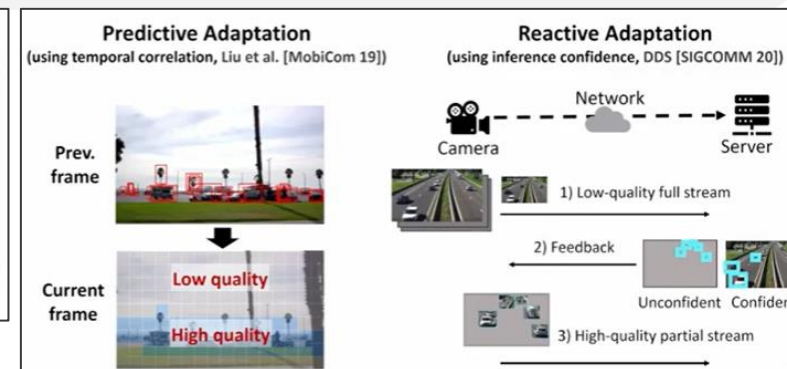 Predictive Adaptation
(using temporal correlation, Liu et al. [MobiCom 19])
Prev.
frame
Current
frame
Low quality
High quality
Reactive Adaptation
(using inference confidence, DDS [SIGCOMM 20])
Network
Camera
Server
1) Low-quality full stream
2) Feedback
Unconfident
3) High-quality partial stream